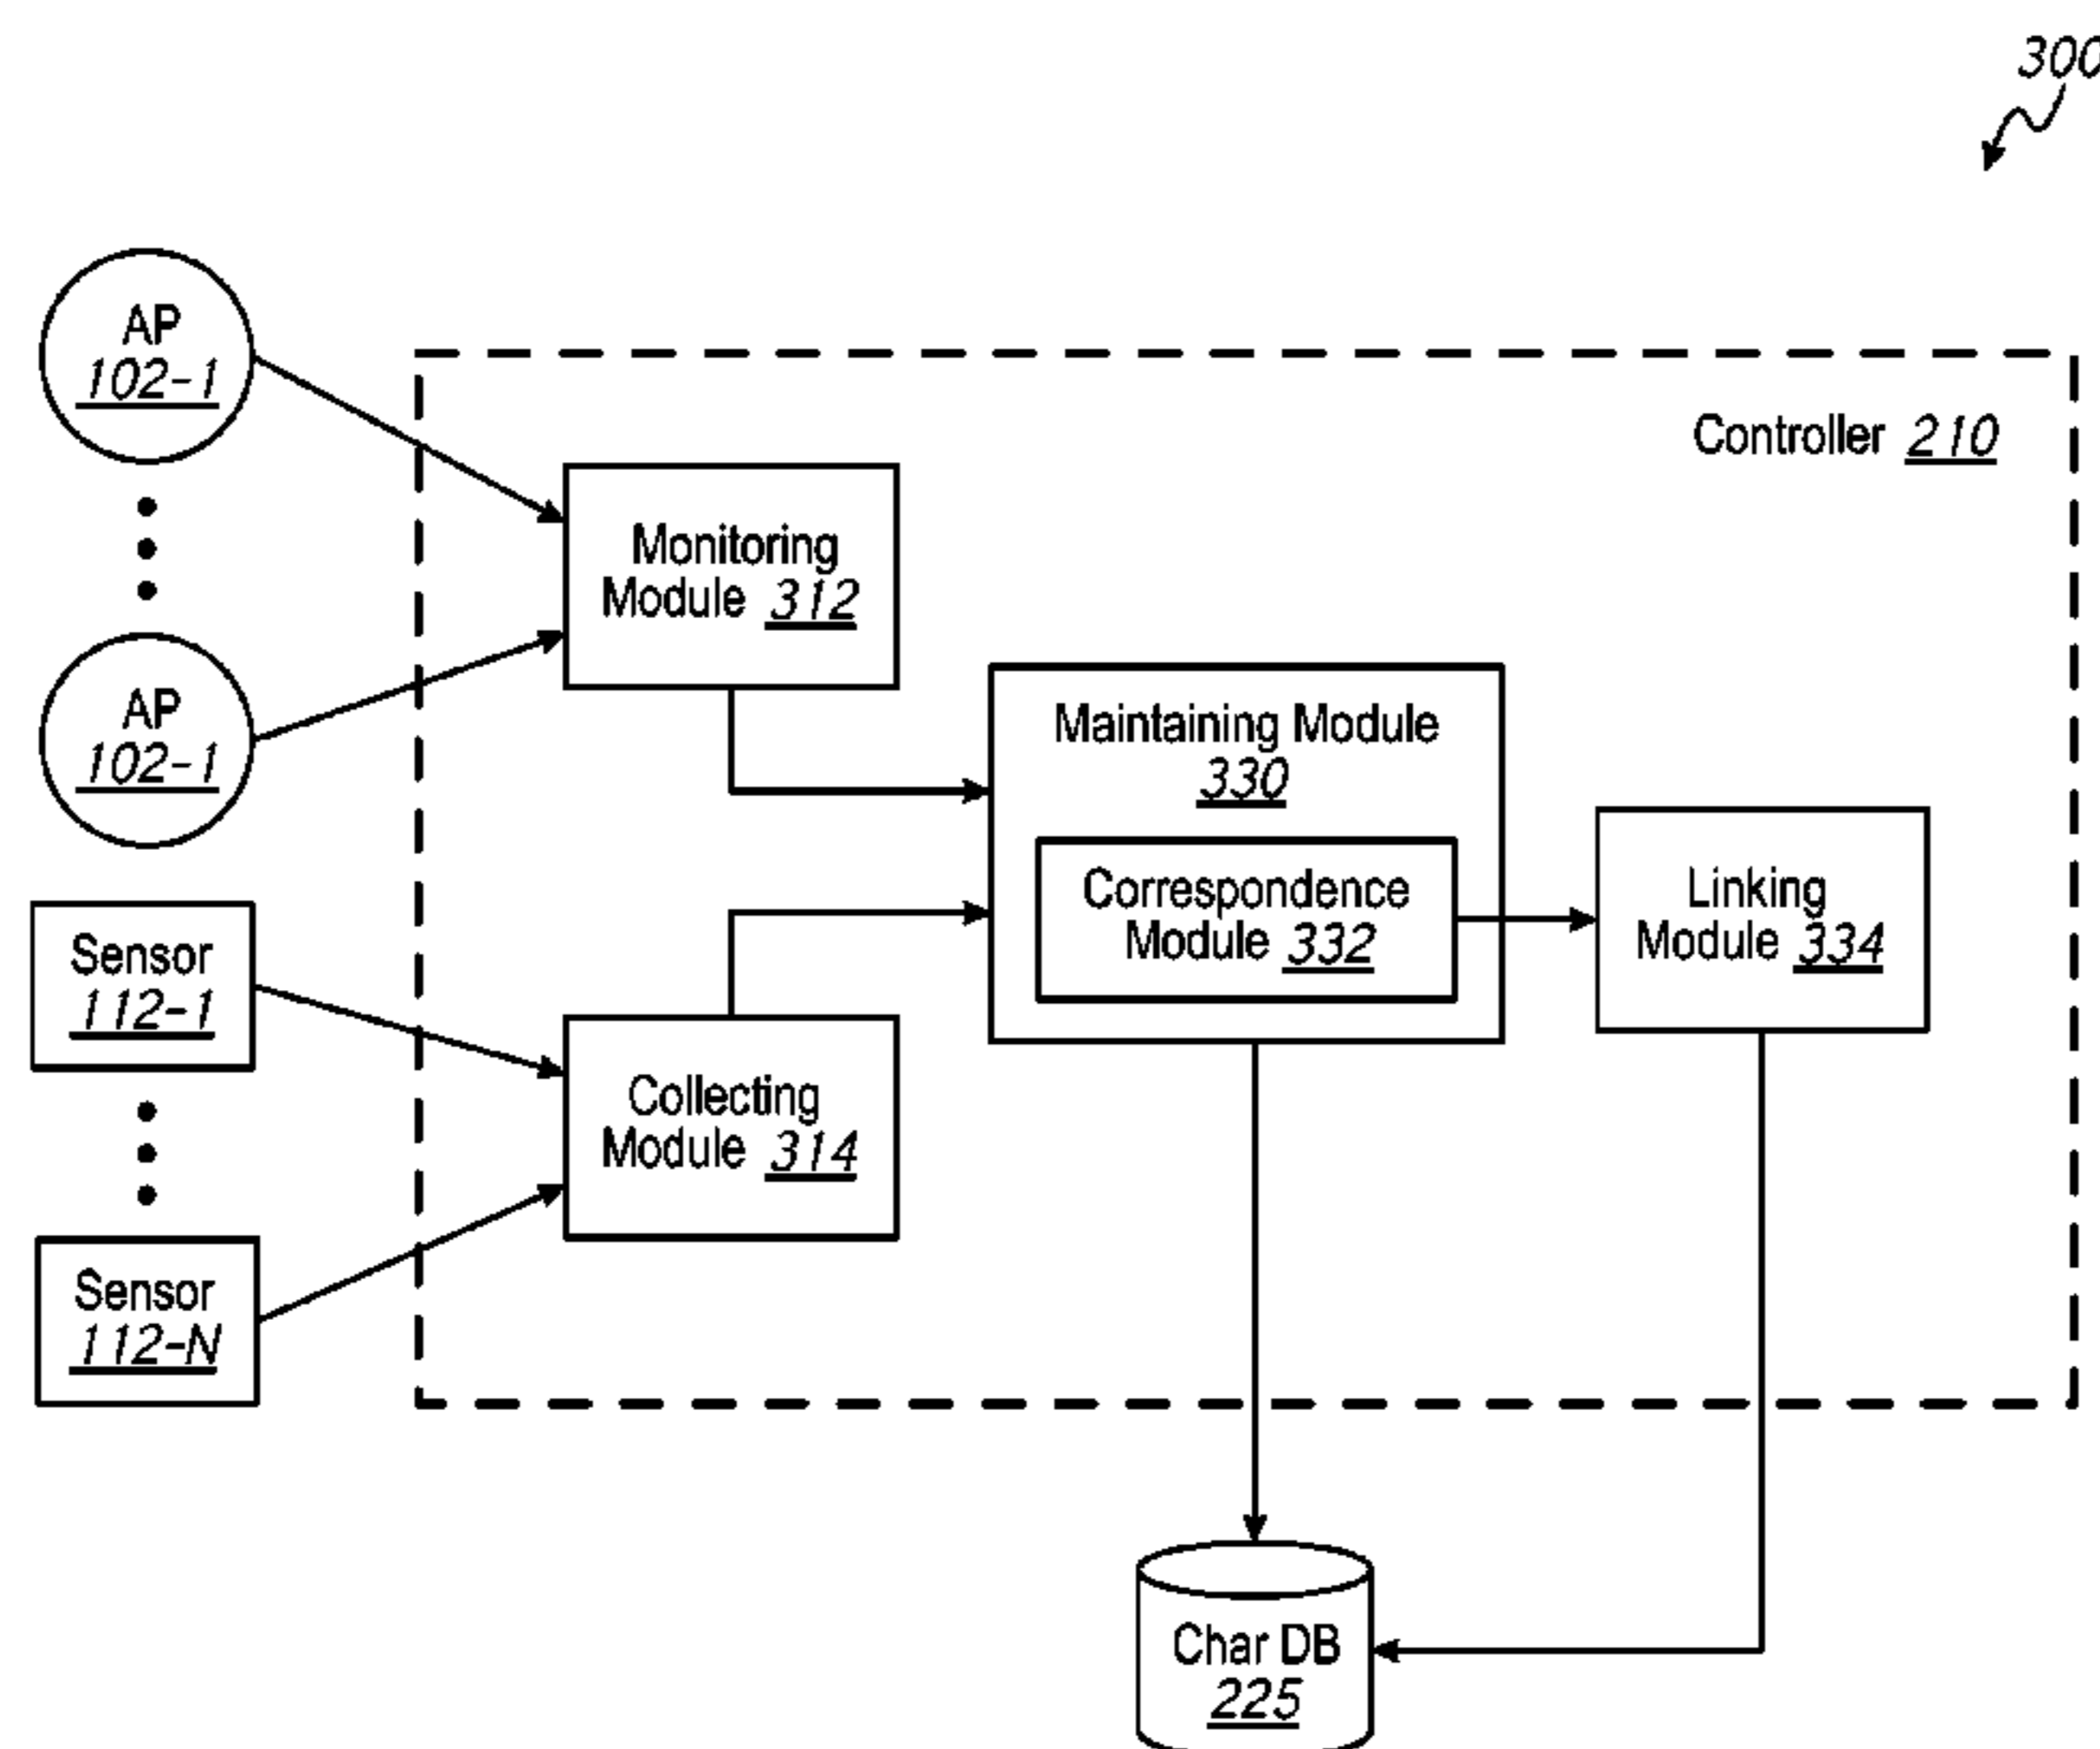 300
AP
102-1
Controller 210
Monitoring
Module 312
AP
102-1
Maintaining Module
330
Correspondence
Module 332
Linking
Module 334
Sensor
112-1
Collecting
Module 314
Sensor
112-N
Char DB
225